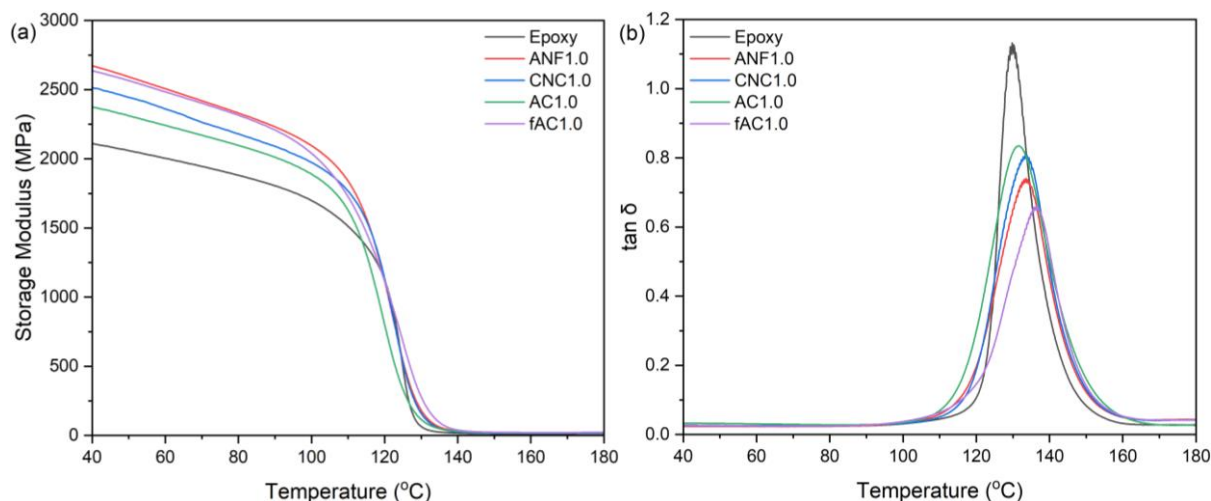 (a)
Storage Modulus (MPa)
3000
2500
2000
1500
1000
500
0
Epoxy
ANF1.0
CNC1.0
AC1.0
fAC1.0
40 60 80 100 120 140 160 180
Temperature (°C)
(b)
tan δ
1.2
1.0
0.8
0.6
0.4
0.2
0.0
Epoxy
ANF1.0
CNC1.0
AC1.0
fAC1.0
40 60 80 100 120 140 160 180
Temperature (°C)